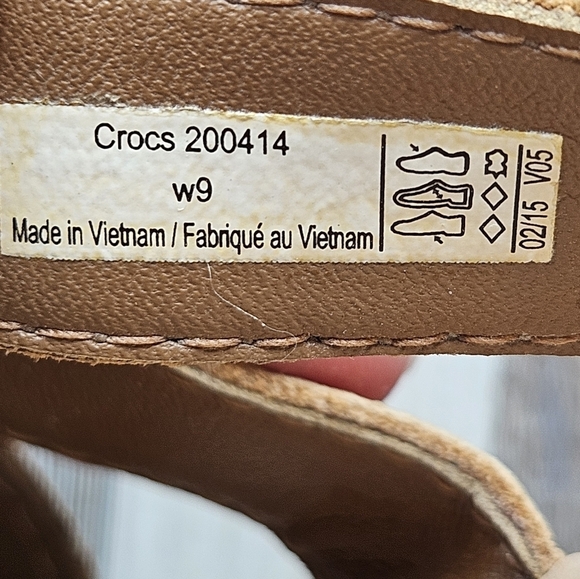 Crocs 200414
w9
Made in Vietnam / Fabriqué au Vietnam
02/15 V05